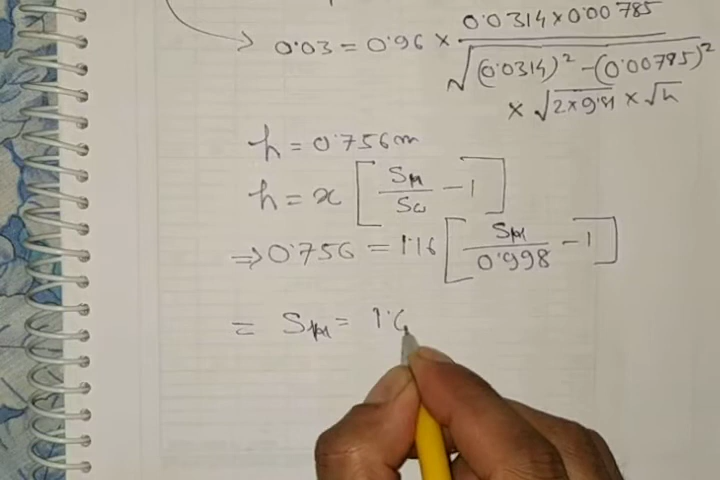 0.03 = 0.96 × 0.0314 × 0.00785 / √(0.0314)² − (0.00785)²
× √2×9.81 × √h
h = 0.756m
h = x [ SM / So − 1 ]
⇒ 0.756 = 1.16 [ SM / 0.998 − 1 ]
= SM = 1.6